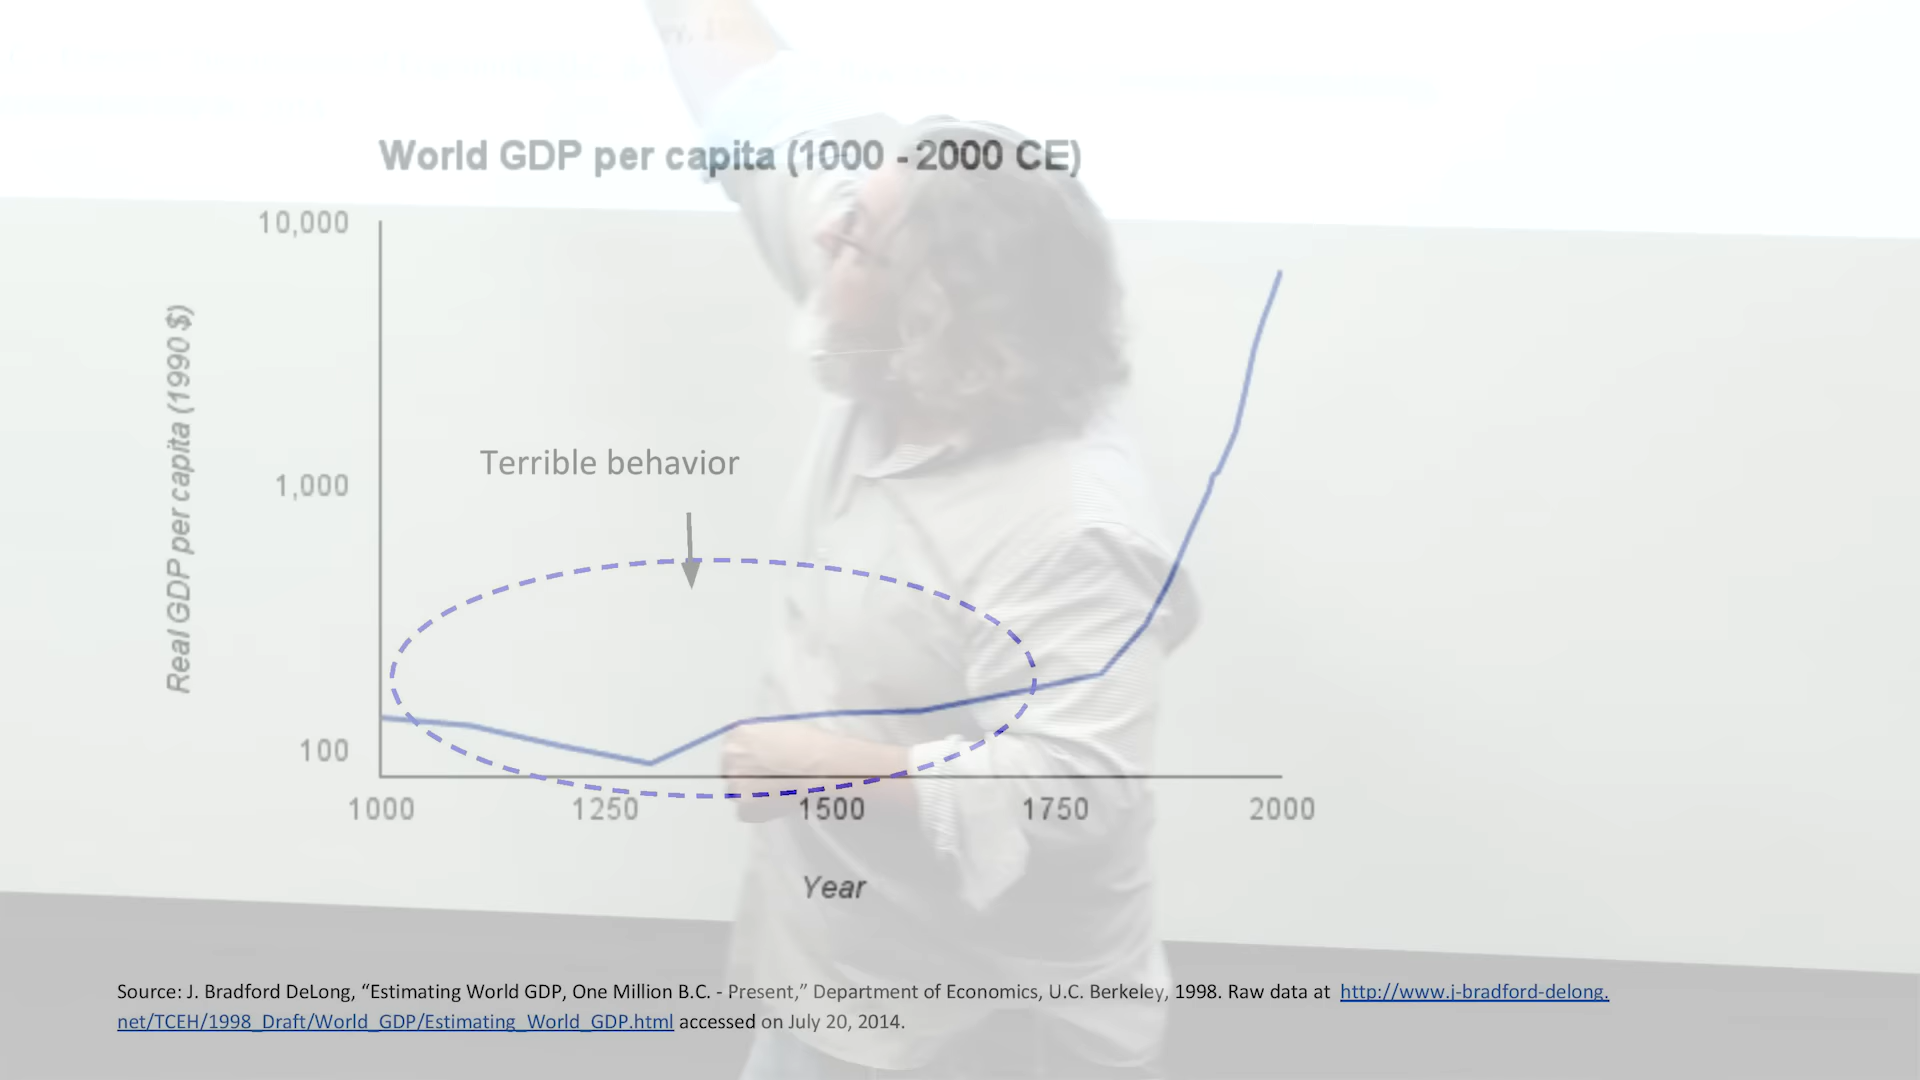 World GDP per capita (1000 - 2000 CE)
10,000
Real GDP per capita (1990 $)
Terrible behavior
1,000
100
1000 1250 1500 1750 2000
Year
Source: J. Bradford DeLong, “Estimating World GDP, One Million B.C. - Present,” Department of Economics, U.C. Berkeley, 1998. Raw data at http://www.j-bradford-delong.
net/TCEH/1998_Draft/World_GDP/Estimating_World_GDP.html accessed on July 20, 2014.